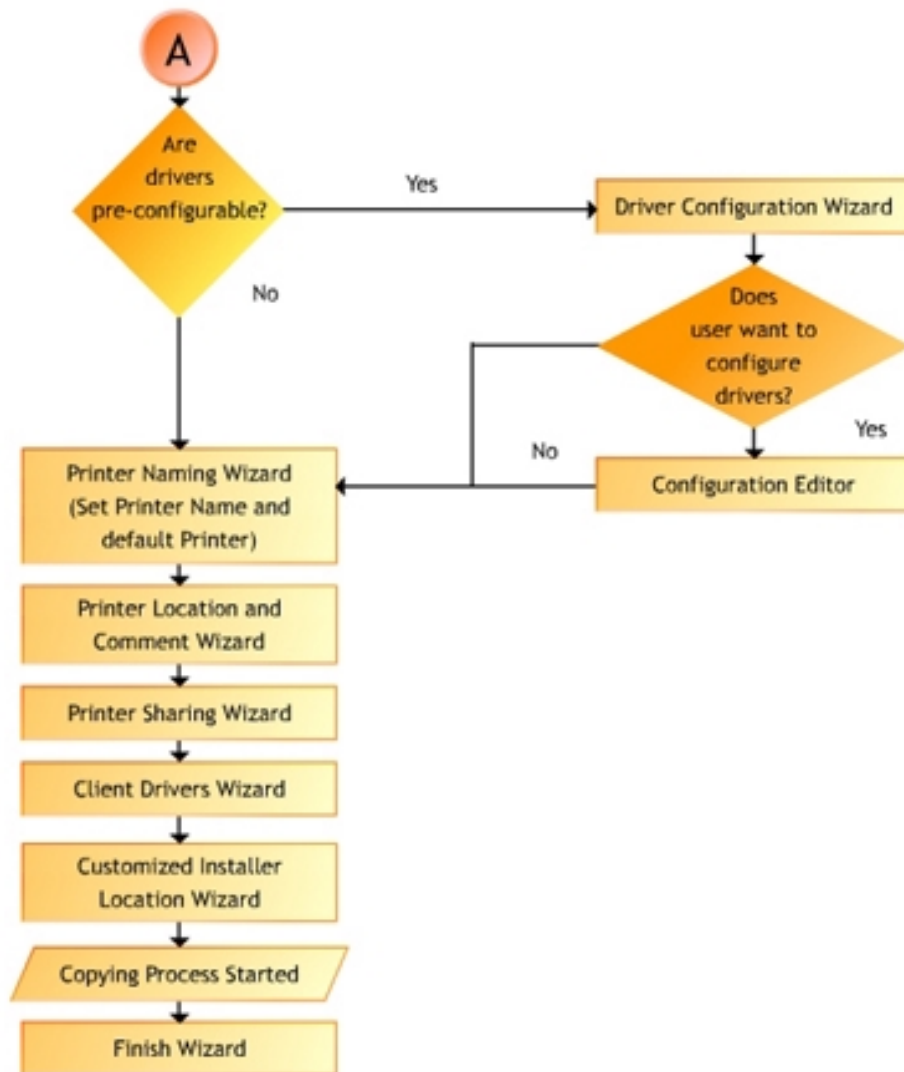 A
Are
drivers
pre-configurable?
Yes
Driver Configuration Wizard
No
Does
user want to
configure
drivers?
Yes
No
Configuration Editor
Printer Naming Wizard
(Set Printer Name and
default Printer)
Printer Location and
Comment Wizard
Printer Sharing Wizard
Client Drivers Wizard
Customized Installer
Location Wizard
Copying Process Started
Finish Wizard